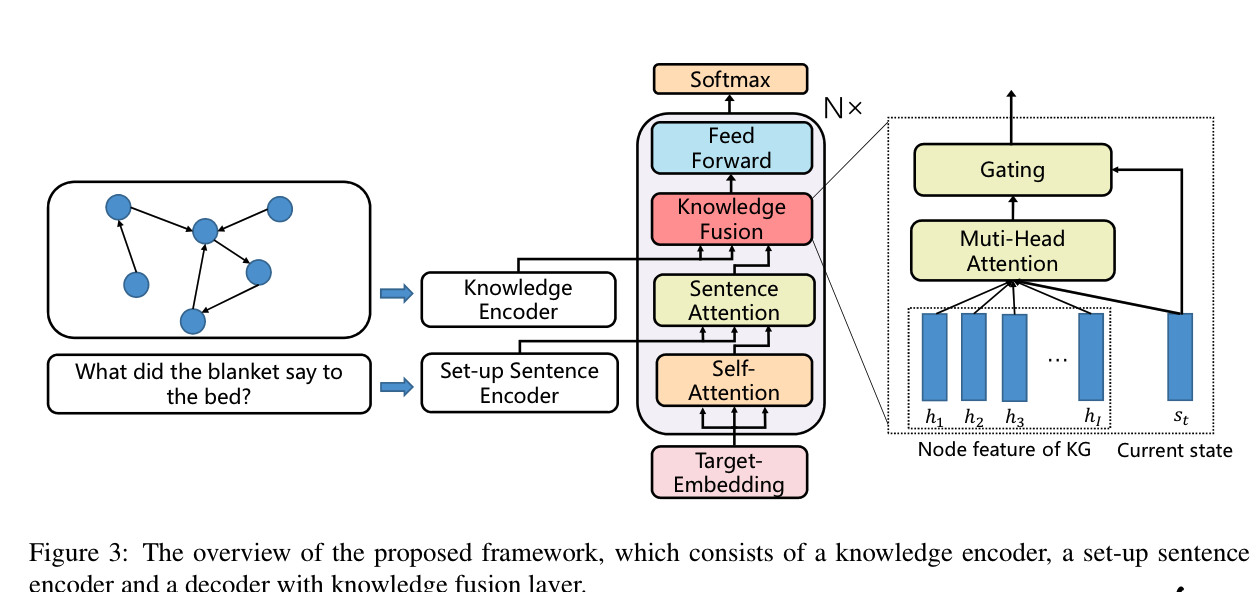 Softmax
N×
Feed
Forward
Knowledge
Fusion
Sentence
Attention
Self-
Attention
Target-
Embedding
Knowledge
Encoder
Set-up Sentence
Encoder
What did the blanket say to
the bed?
Gating
Muti-Head
Attention
h₁ h₂ h₃ ... h_I s_t
Node feature of KG Current state
Figure 3: The overview of the proposed framework, which consists of a knowledge encoder, a set-up sentence
encoder and a decoder with knowledge fusion layer.